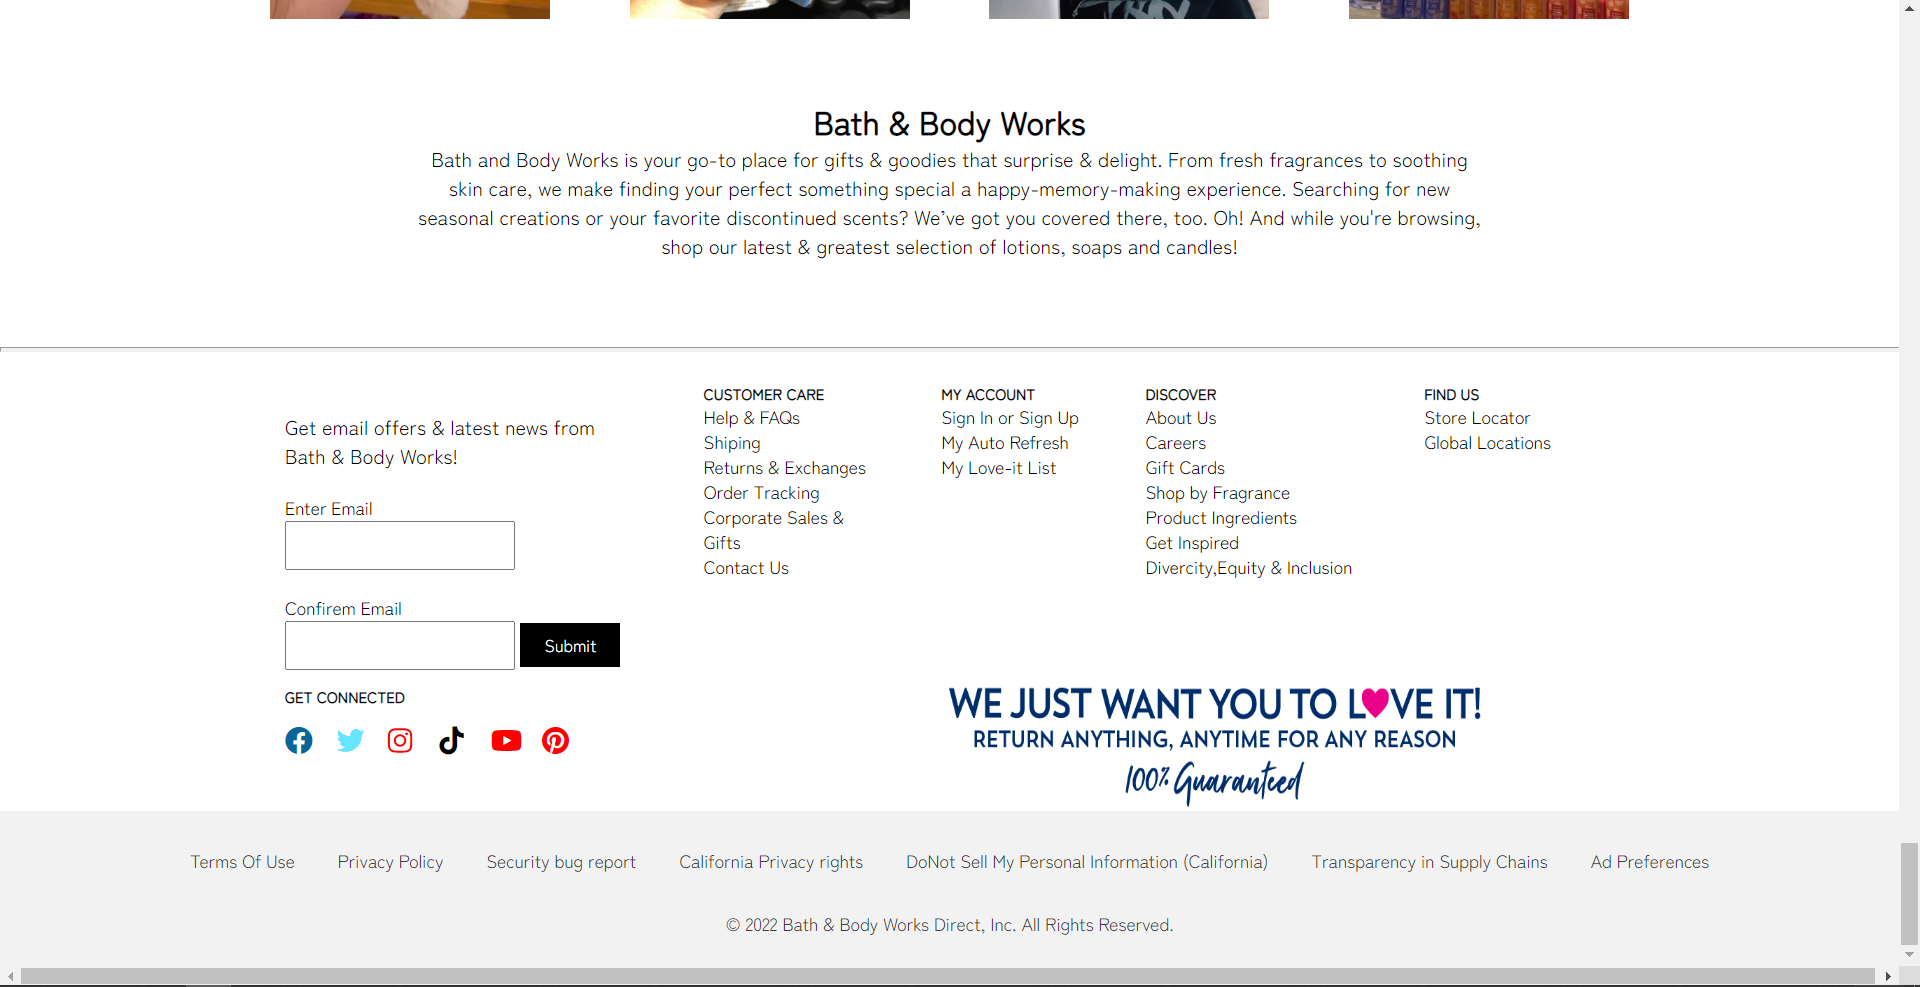 Bath & Body Works
Bath and Body Works is your go-to place for gifts & goodies that surprise & delight. From fresh fragrances to soothing
skin care, we make finding your perfect something special a happy-memory-making experience. Searching for new
seasonal creations or your favorite discontinued scents? We’ve got you covered there, too. Oh! And while you're browsing,
shop our latest & greatest selection of lotions, soaps and candles!
Get email offers & latest news from
Bath & Body Works!
Enter Email
Confirem Email
Submit
GET CONNECTED
CUSTOMER CARE
Help & FAQs
Shiping
Returns & Exchanges
Order Tracking
Corporate Sales &
Gifts
Contact Us
MY ACCOUNT
Sign In or Sign Up
My Auto Refresh
My Love-it List
DISCOVER
About Us
Careers
Gift Cards
Shop by Fragrance
Product Ingredients
Get Inspired
Divercity,Equity & Inclusion
FIND US
Store Locator
Global Locations
WE JUST WANT YOU TO L♥VE IT!
RETURN ANYTHING, ANYTIME FOR ANY REASON
100% Guaranteed
Terms Of Use Privacy Policy Security bug report California Privacy rights DoNot Sell My Personal Information (California) Transparency in Supply Chains Ad Preferences
© 2022 Bath & Body Works Direct, Inc. All Rights Reserved.